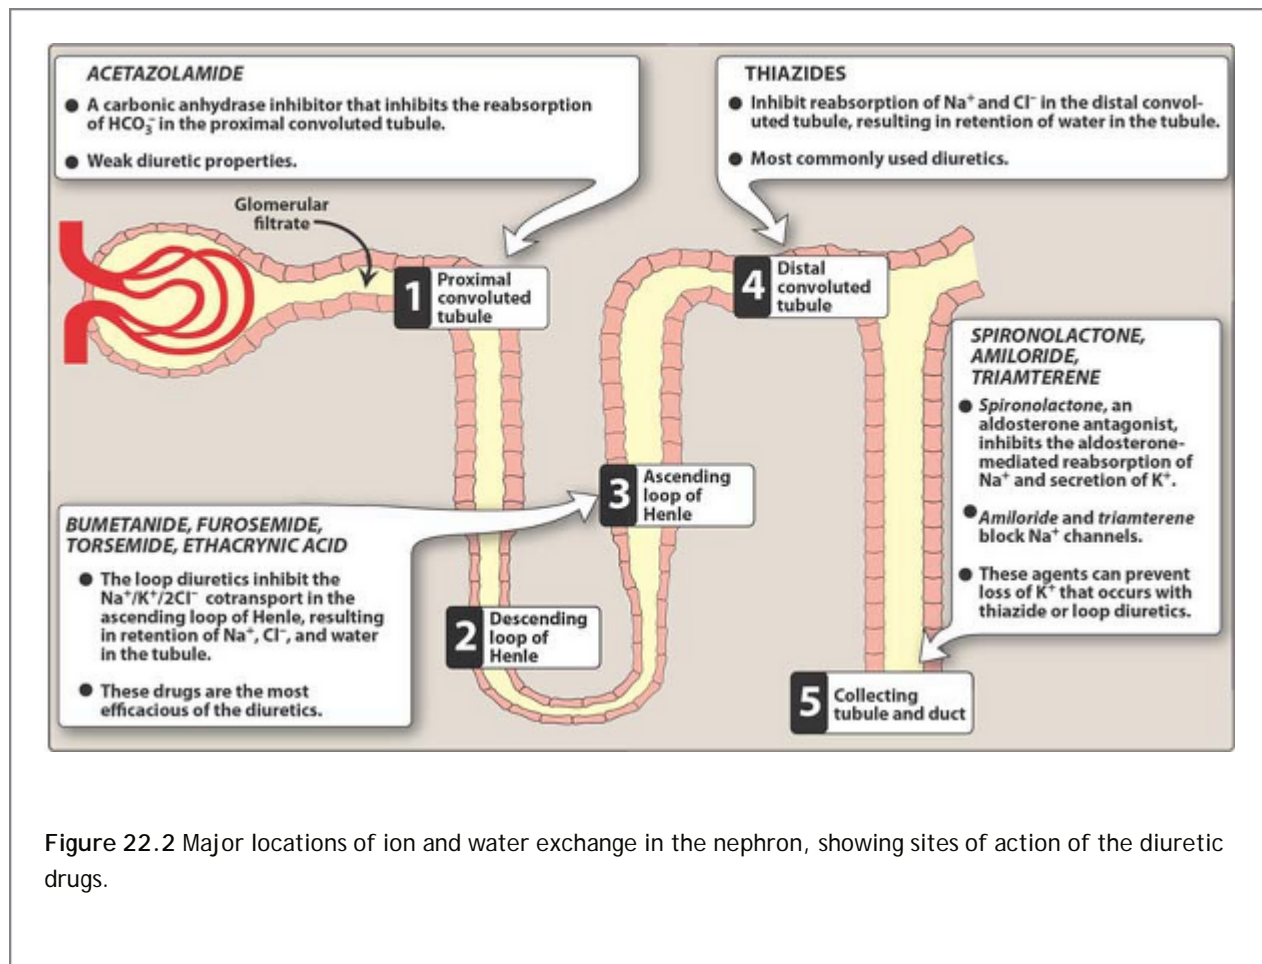 ACETAZOLAMIDE
● A carbonic anhydrase inhibitor that inhibits the reabsorption
of HCO₃⁻ in the proximal convoluted tubule.
● Weak diuretic properties.
THIAZIDES
● Inhibit reabsorption of Na⁺ and Cl⁻ in the distal convol-
uted tubule, resulting in retention of water in the tubule.
● Most commonly used diuretics.
Glomerular
filtrate
1 Proximal
convoluted
tubule
4 Distal
convoluted
tubule
SPIRONOLACTONE,
AMILORIDE,
TRIAMTERENE
● Spironolactone, an
aldosterone antagonist,
inhibits the aldosterone-
mediated reabsorption of
Na⁺ and secretion of K⁺.
● Amiloride and triamterene
block Na⁺ channels.
● These agents can prevent
loss of K⁺ that occurs with
thiazide or loop diuretics.
3 Ascending
loop of
Henle
BUMETANIDE, FUROSEMIDE,
TORSEMIDE, ETHACRYNIC ACID
● The loop diuretics inhibit the
Na⁺/K⁺/2Cl⁻ cotransport in the
ascending loop of Henle, resulting
in retention of Na⁺, Cl⁻, and water
in the tubule.
● These drugs are the most
efficacious of the diuretics.
2 Descending
loop of
Henle
5 Collecting
tubule and duct
Figure 22.2 Major locations of ion and water exchange in the nephron, showing sites of action of the diuretic
drugs.